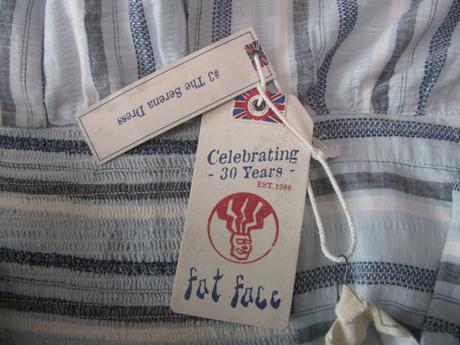 #3 The Serena Dress
Celebrating
- 30 Years -
EST. 1988
fat face